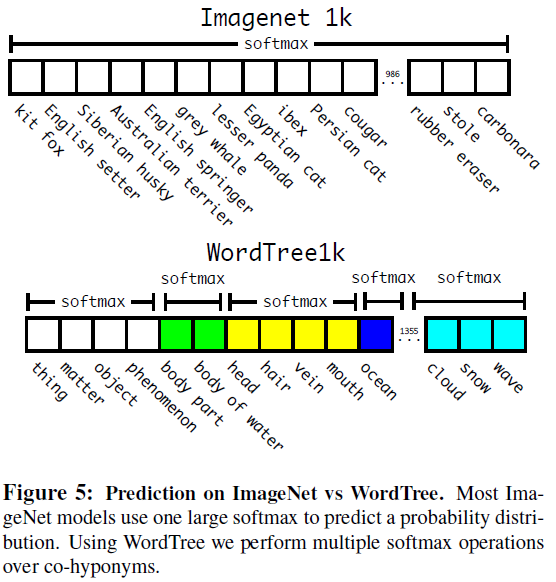 Imagenet 1k
softmax
986
...
kit fox
English setter
Siberian husky
Australian terrier
English springer
grey whale
lesser panda
Egyptian cat
ibex
Persian cat
cougar
rubber eraser
stole
carbonara
WordTree1k
softmax
softmax
softmax
softmax
softmax
1355
...
thing
matter
object
phenomenon
body part
body of water
head
hair
vein
mouth
ocean
cloud
snow
wave
Figure 5: Prediction on ImageNet vs WordTree. Most Ima-
geNet models use one large softmax to predict a probability distri-
bution. Using WordTree we perform multiple softmax operations
over co-hyponyms.